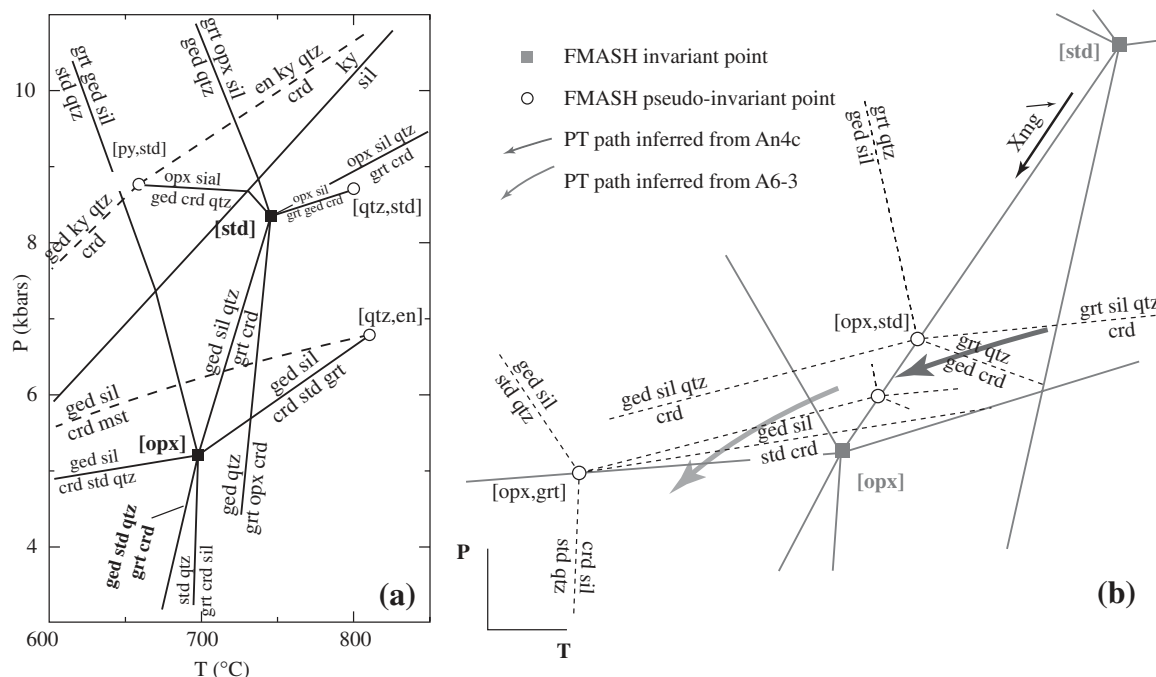 10
8
6
4
P (kbars)
600
700
800
T (°C)
grt ged sil
std qtz
grt opx sil
ged qtz
en ky qtz
crd
ky
sil
[py,std]
opx sial
ged crd qtz
opx sil qtz
grt crd
opx sil
grt ged crd
[qtz,std]
[std]
ged ky qtz
crd
ged sil qtz
grt crd
[qtz,en]
ged sil
crd mst
ged sil
crd std grt
[opx]
ged sil
crd std qtz
ged qtz
grt opx crd
ged std qtz
grt crd
std qtz
grt crd sil
(a)
FMASH invariant point
FMASH pseudo-invariant point
PT path inferred from An4c
PT path inferred from A6-3
[std]
Xmg
grt qtz
ged sil
[opx,std]
grt sil qtz
crd
grt qtz
ged crd
ged sil qtz
crd
ged sil
std qtz
ged sil
std crd
[opx]
[opx,grt]
crd sil
std qtz
P
T
(b)